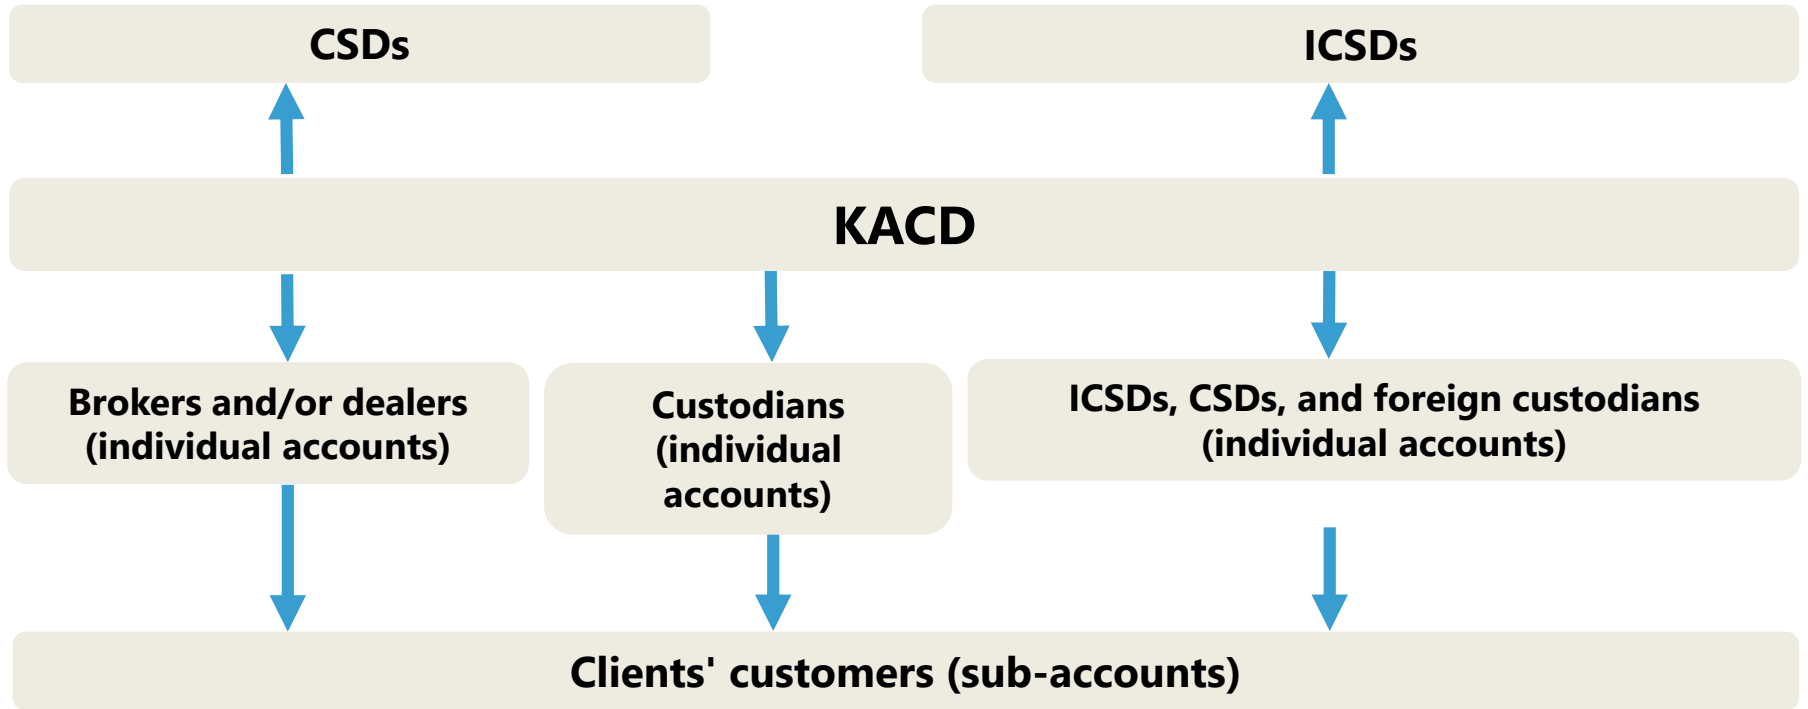 CSDs
ICSDs
KACD
Brokers and/or dealers
(individual accounts)
Custodians
(individual
accounts)
ICSDs, CSDs, and foreign custodians
(individual accounts)
Clients' customers (sub-accounts)